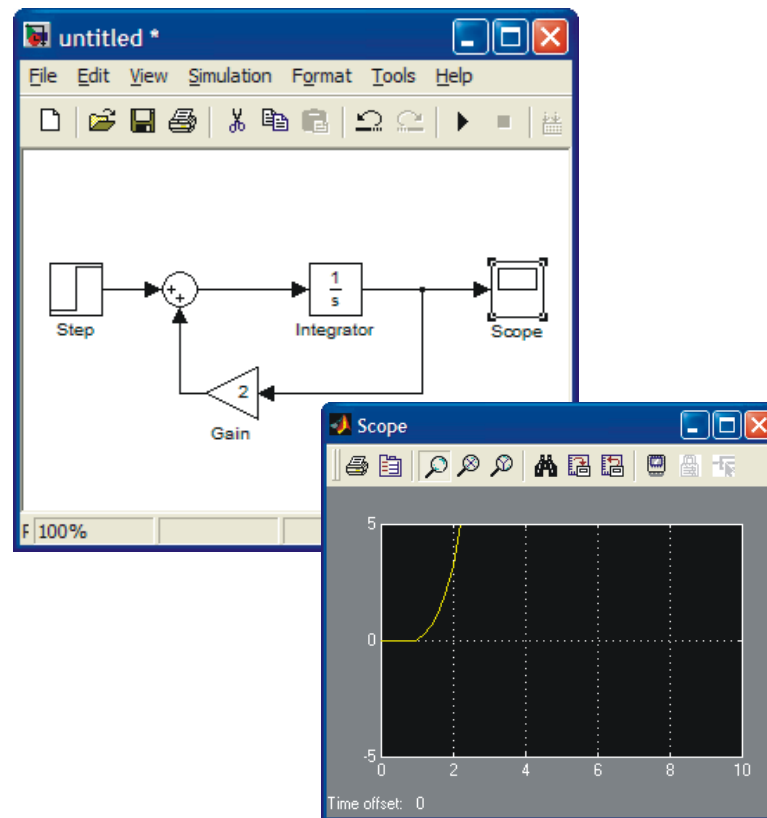 untitled *
File Edit View Simulation Format Tools Help
1
s
+
+
Step
Integrator
Scope
2
Gain
F 100%
Scope
5
0
-5
0 2 4 6 8 10
Time offset: 0